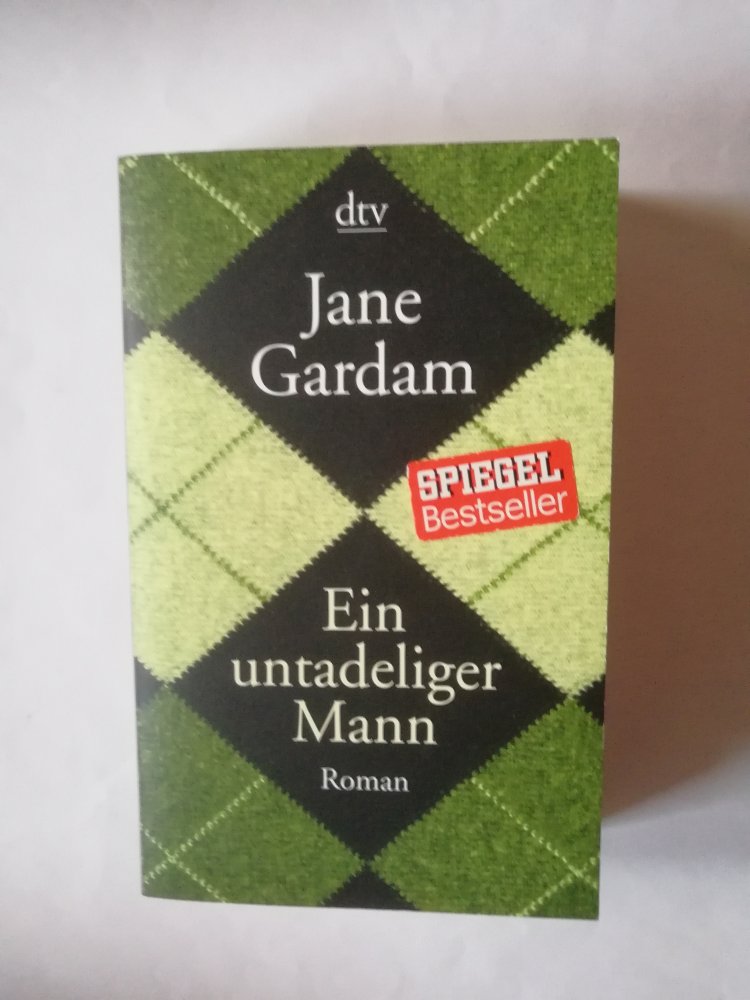 dtv
Jane
Gardam
SPIEGEL
Bestseller
Ein
untadeliger
Mann
Roman